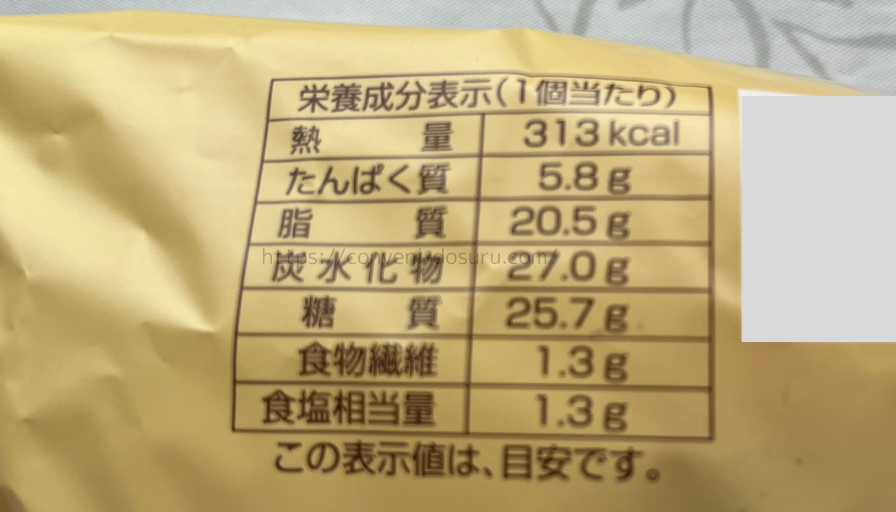 栄養成分表示(1個当たり)
熱量 313kcal
たんぱく質 5.8g
脂質 20.5g
炭水化物 27.0g
糖質 25.7g
食物繊維 1.3g
食塩相当量 1.3g
この表示値は、目安です。
https://convenidosuru.com/